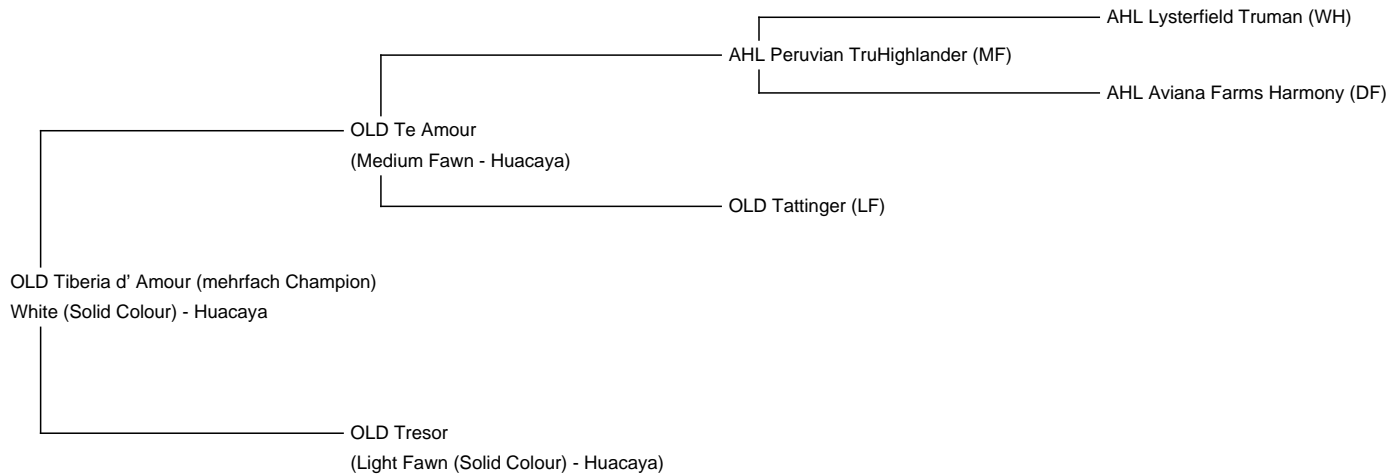 AHL Lysterfield Truman (WH)
AHL Peruvian TruHighlander (MF)
AHL Aviana Farms Harmony (DF)
OLD Te Amour
(Medium Fawn - Huacaya)
OLD Tattinger (LF)
OLD Tiberia d' Amour (mehrfach Champion)
White (Solid Colour) - Huacaya
OLD Tresor
(Light Fawn (Solid Colour) - Huacaya)